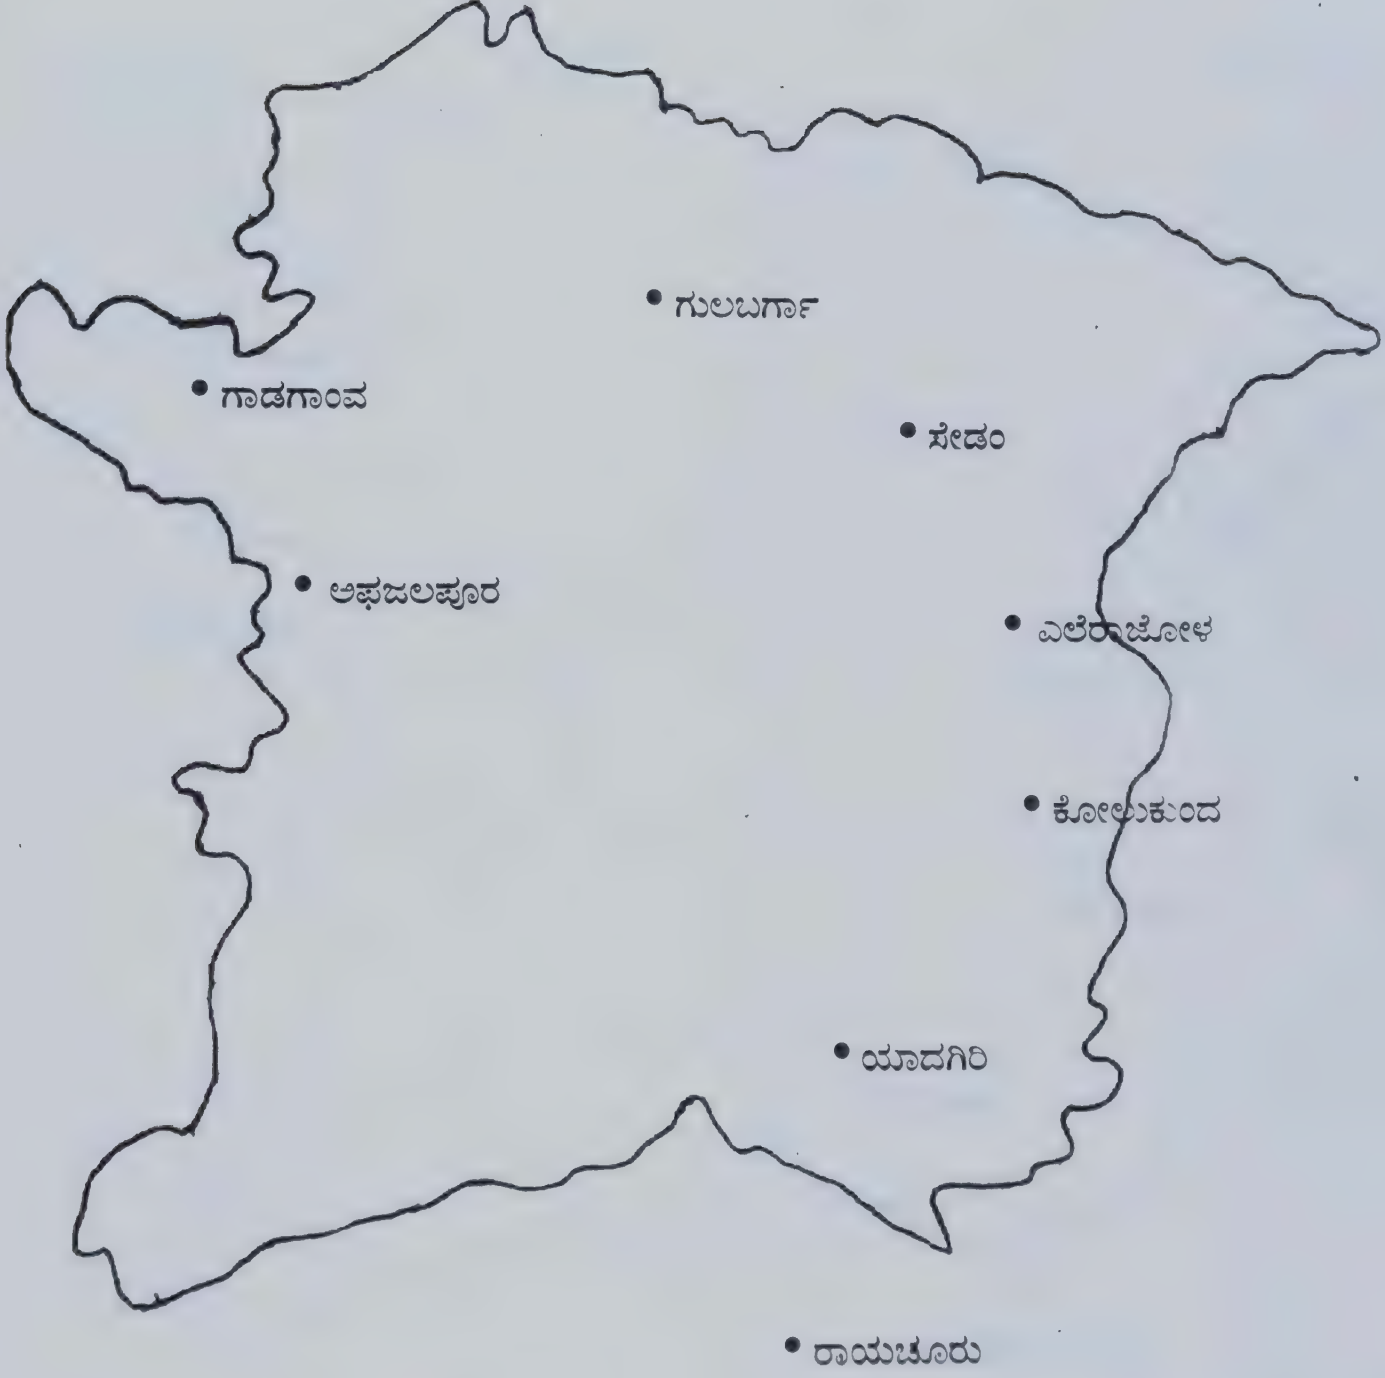 ಗುಲಬರ್ಗಾ
ಗಾಡಗಾಂವ
ಸೇಡಂ
ಅಫಜಲಪೂರ
ಎಲೆರಾಜೋಳ
ಕೋಲುಕುಂದ
ಯಾದಗಿರಿ
ರಾಯಚೂರು